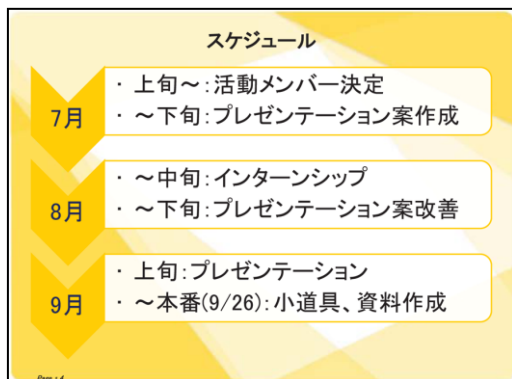 スケジュール
7月
・ 上旬～：活動メンバー決定
・ ～下旬：プレゼンテーション案作成
8月
・ ～中旬：インターンシップ
・ ～下旬：プレゼンテーション案改善
9月
・ 上旬：プレゼンテーション
・ ～本番(9/26)：小道具、資料作成